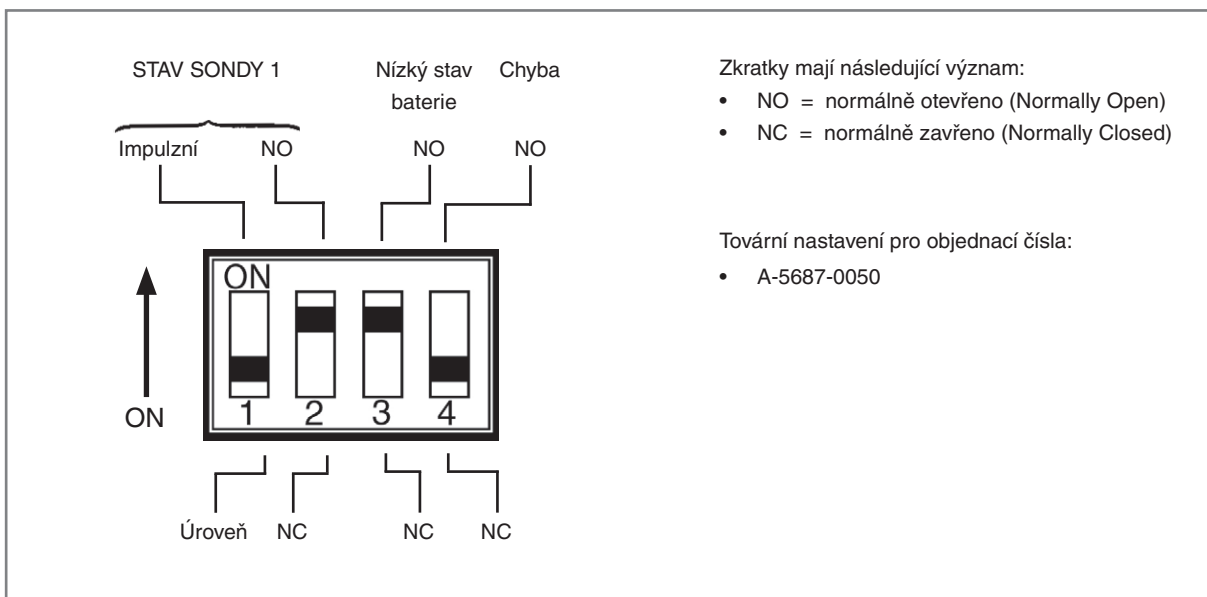 STAV SONDY 1
Nízký stav
baterie
Chyba
Impulzní
NO
NO
NO
ON
ON
1 2 3 4
Úroveň
NC
NC
NC
Zkratky mají následující význam:
• NO = normálně otevřeno (Normally Open)
• NC = normálně zavřeno (Normally Closed)
Tovární nastavení pro objednací čísla:
• A-5687-0050